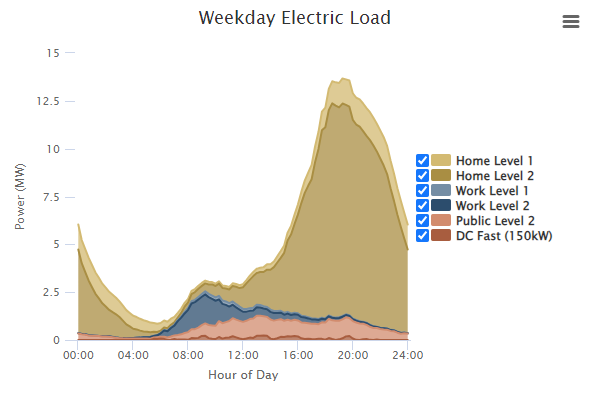 Weekday Electric Load
15
12.5
10
7.5
5
2.5
0
Power (MW)
00:00 04:00 08:00 12:00 16:00 20:00 24:00
Hour of Day
Home Level 1
Home Level 2
Work Level 1
Work Level 2
Public Level 2
DC Fast (150kW)